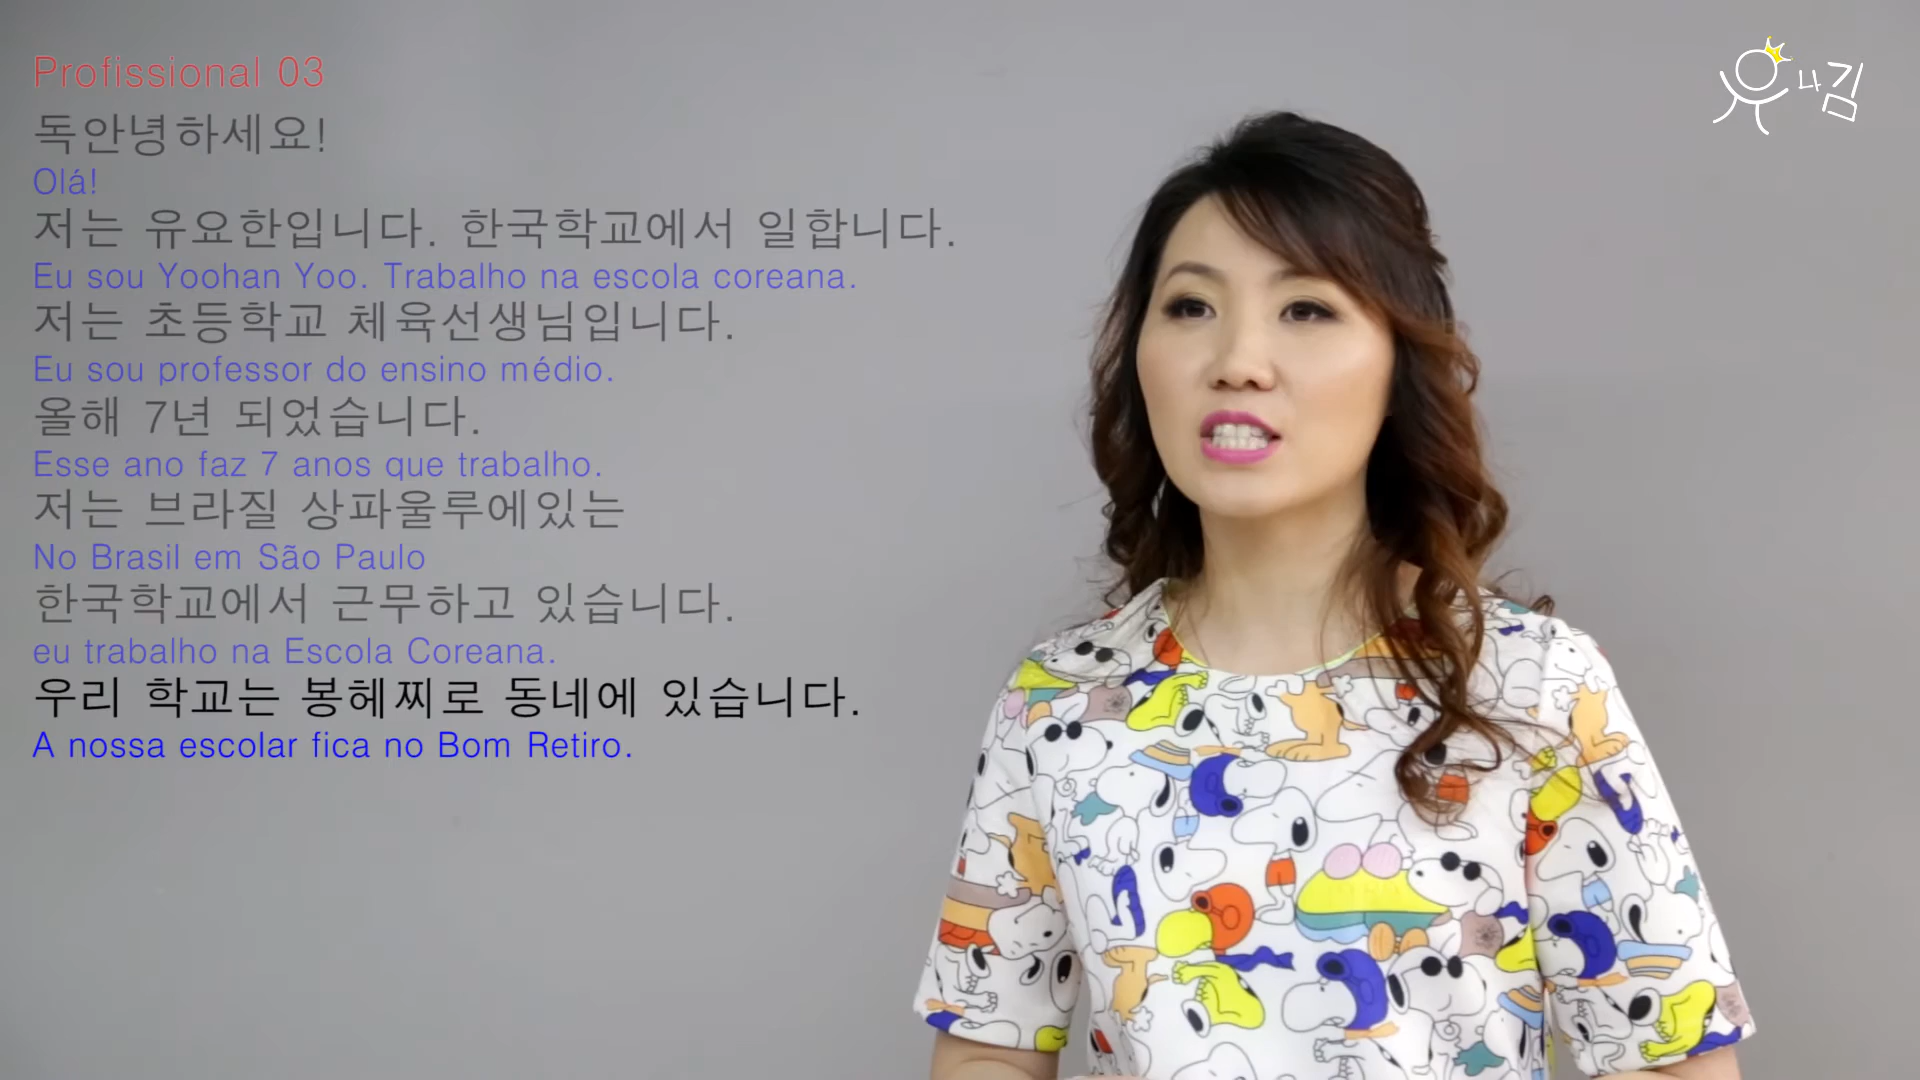 Profissional 03
독안녕하세요!
Olá!
저는 유요한입니다. 한국학교에서 일합니다.
Eu sou Yoohan Yoo. Trabalho na escola coreana.
저는 초등학교 체육선생님입니다.
Eu sou professor do ensino médio.
올해 7년 되었습니다.
Esse ano faz 7 anos que trabalho.
저는 브라질 상파울루에있는
No Brasil em São Paulo
한국학교에서 근무하고 있습니다.
eu trabalho na Escola Coreana.
우리 학교는 봉헤찌로 동네에 있습니다.
A nossa escolar fica no Bom Retiro.
유나킴